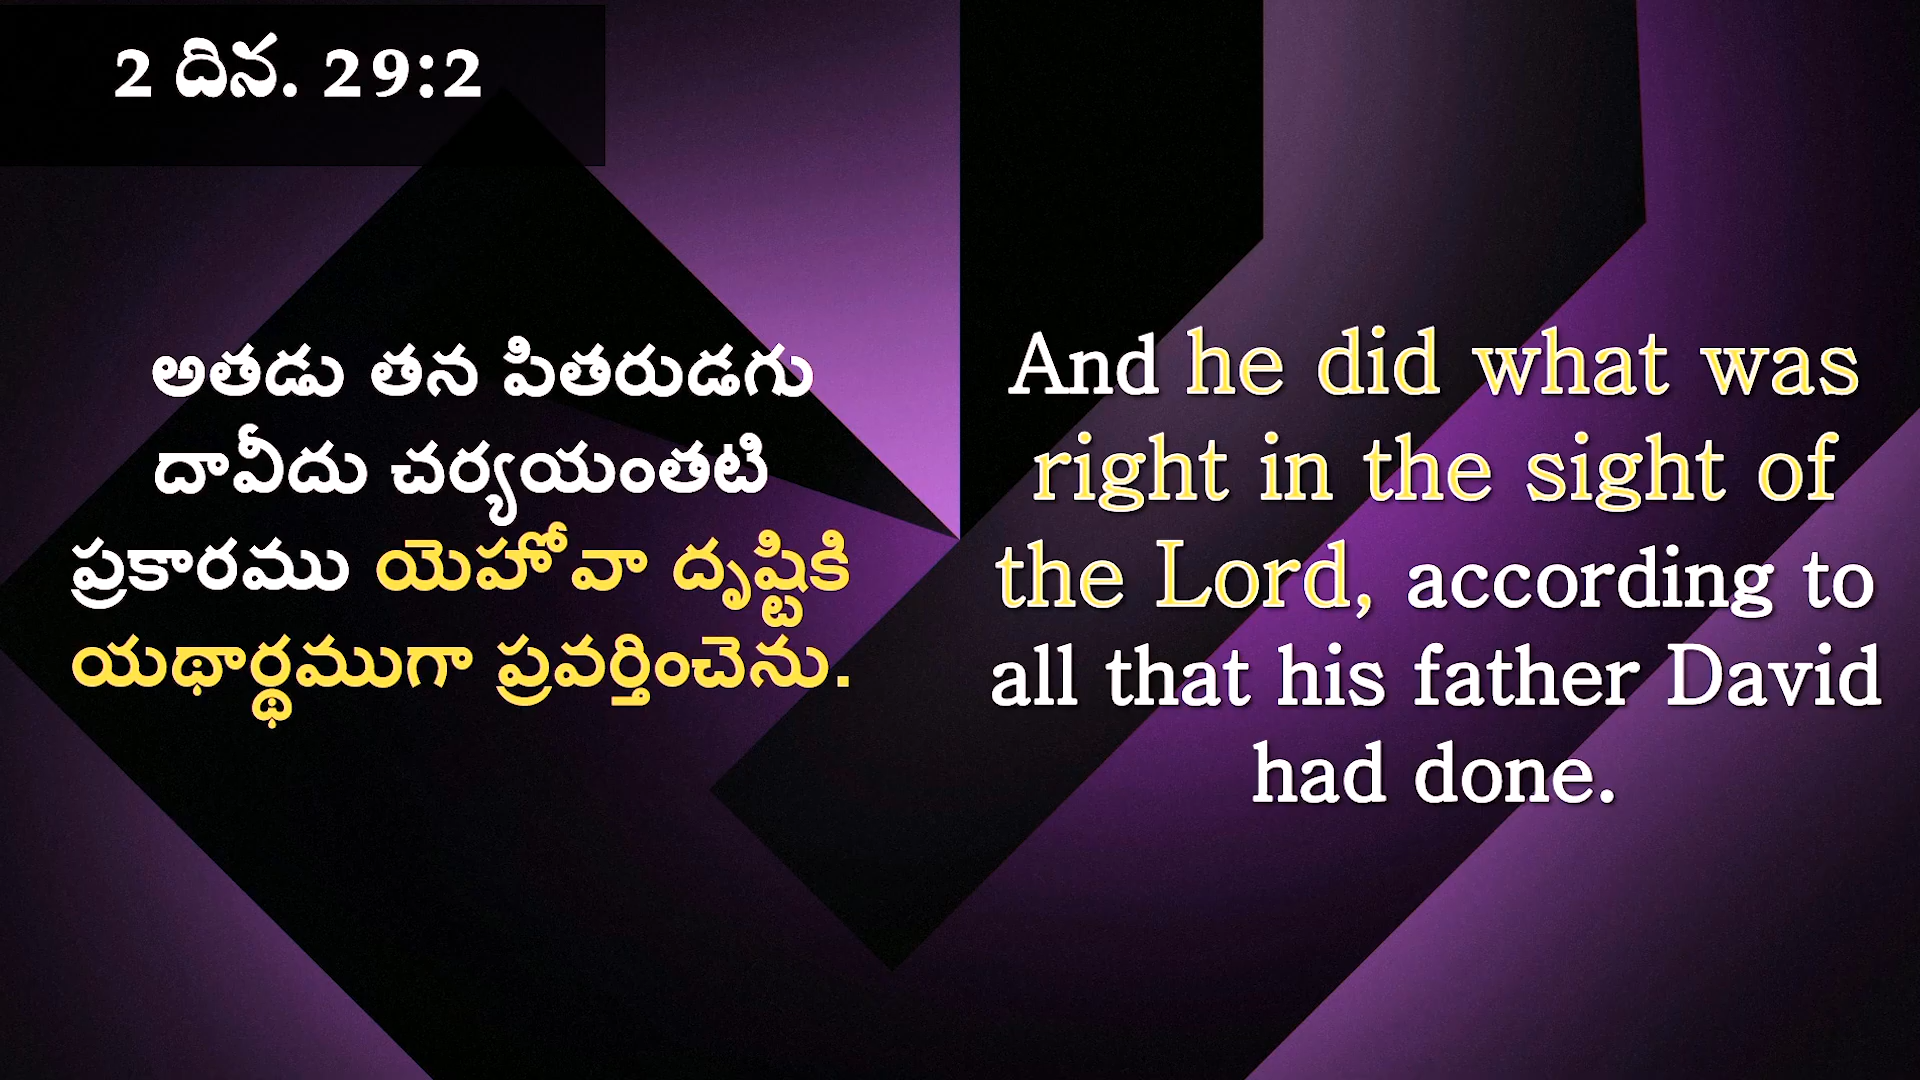 2 దిన. 29:2
అతడు తన పితరుడగు
దావీదు చర్యయంతటి
ప్రకారము యెహోవా దృష్టికి
యథార్థముగా ప్రవర్తించెను.
And he did what was
right in the sight of
the Lord, according to
all that his father David
had done.